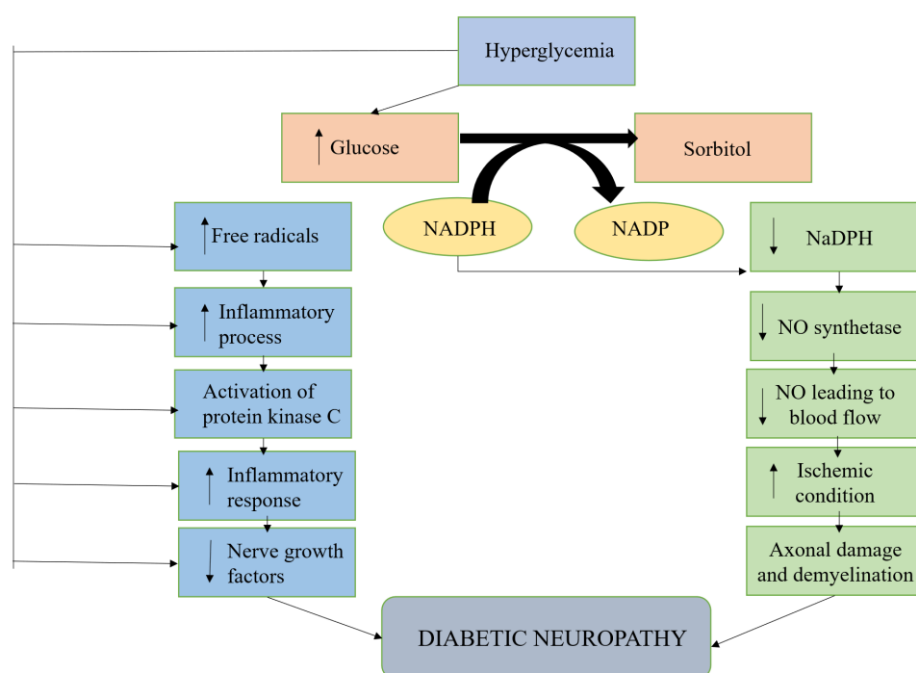 Hyperglycemia
Glucose
Sorbitol
NADPH
NADP
Free radicals
Inflammatory
process
Activation of
protein kinase C
Inflammatory
response
Nerve growth
factors
NaDPH
NO synthetase
NO leading to
blood flow
Ischemic
condition
Axonal damage
and demyelination
DIABETIC NEUROPATHY